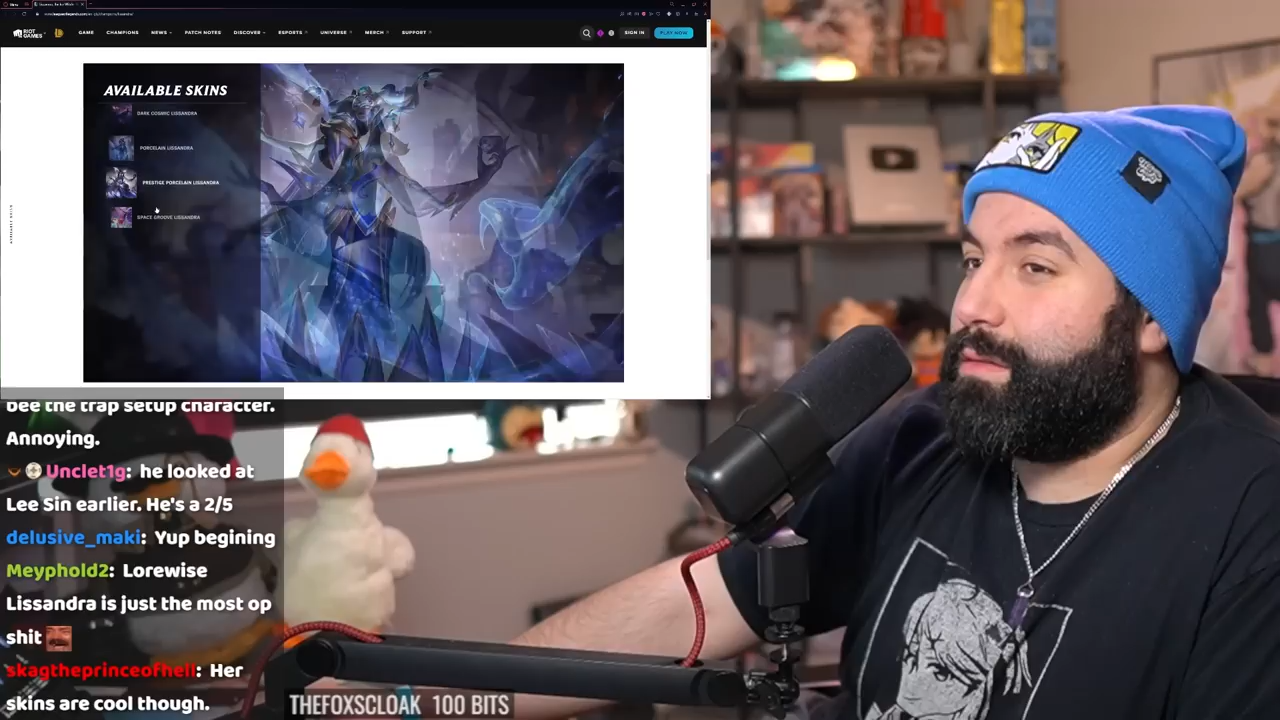 RIOT GAMES
GAME
CHAMPIONS
NEWS
PATCH NOTES
DISCOVER
ESPORTS
UNIVERSE
MERCH
SUPPORT
SIGN IN
PLAY NOW
AVAILABLE SKINS
DARK COSMIC LISSANDRA
PORCELAIN LISSANDRA
PRESTIGE PORCELAIN LISSANDRA
SPACE GROOVE LISSANDRA
bee the trap setup character.
Annoying.
Unclet1g: he looked at
Lee Sin earlier. He's a 2/5
delusive_maki: Yup begining
Meyphold2: Lorewise
Lissandra is just the most op
shit
skagtheprinceofhell: Her
skins are cool though.
THEFOXSCLOAK 100 BITS